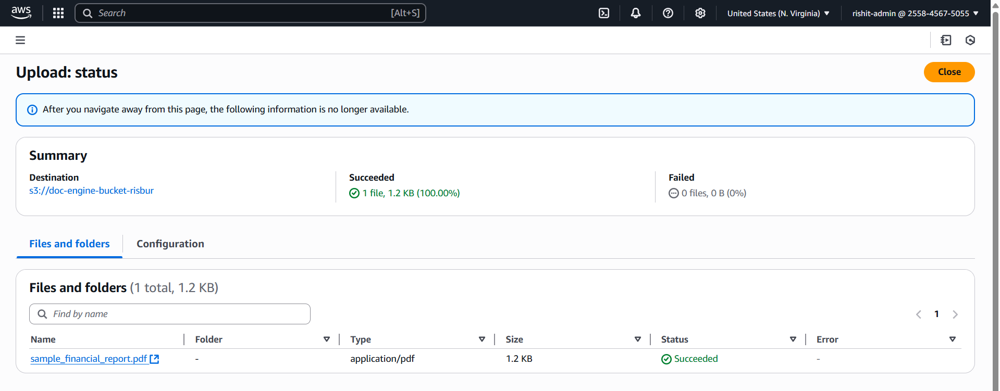 aws
Search [Alt+S] United States (N. Virginia) rishit-admin @ 2558-4567-5055
Upload: status Close
After you navigate away from this page, the following information is no longer available.
Summary
Destination Succeeded Failed
s3://doc-engine-bucket-risbur 1 file, 1.2 KB (100.00%) 0 files, 0 B (0%)
Files and folders Configuration
Files and folders (1 total, 1.2 KB)
Find by name 1
Name Folder Type Size Status Error
sample_financial_report.pdf - application/pdf 1.2 KB Succeeded -